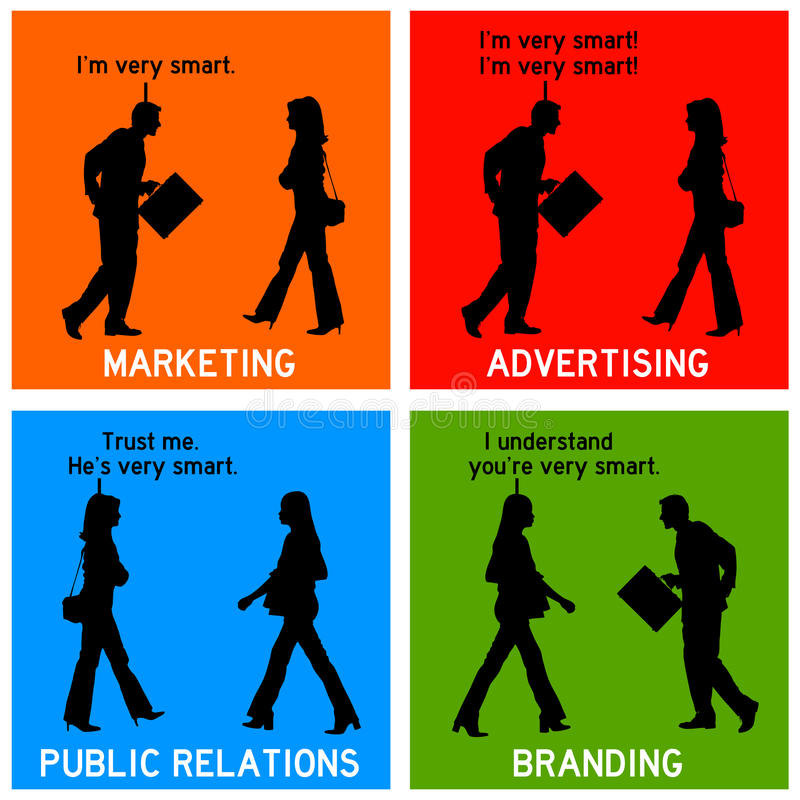 I'm very smart.
MARKETING
I'm very smart!
I'm very smart!
ADVERTISING
Trust me.
He's very smart.
PUBLIC RELATIONS
I understand
you're very smart.
BRANDING
dreamstime